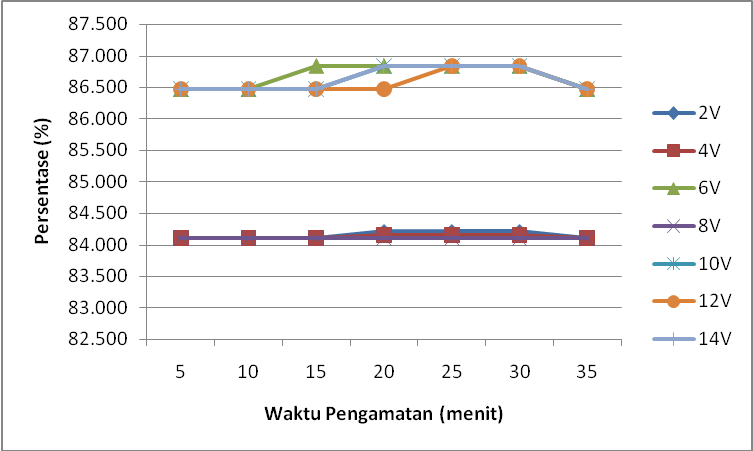 87.500
87.000
86.500
86.000
85.500
85.000
84.500
84.000
83.500
83.000
82.500
Persentase (%)
5 10 15 20 25 30 35
Waktu Pengamatan (menit)
2V
4V
6V
8V
10V
12V
14V